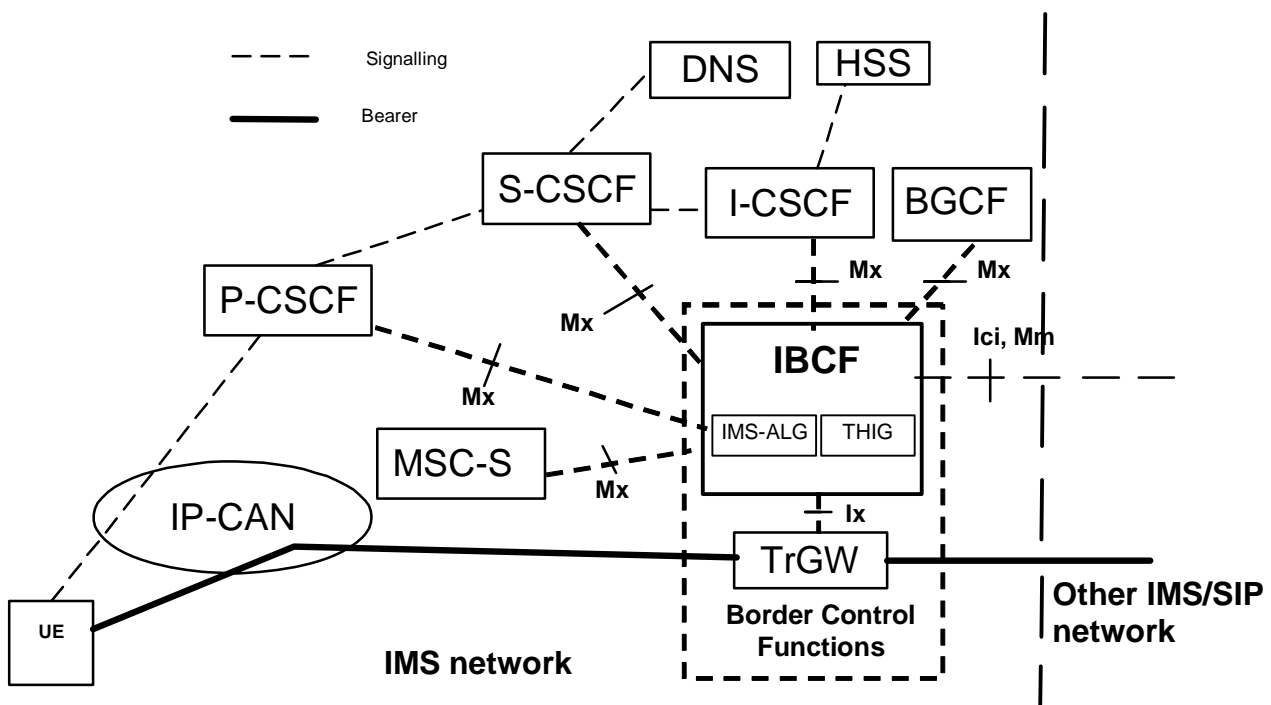 Signalling
Bearer
DNS
HSS
S-CSCF
I-CSCF
BGCF
P-CSCF
Mx
Mx
Mx
Mx
Mx
Ici, Mm
IBCF
IMS-ALG
THIG
MSC-S
Ix
IP-CAN
TrGW
UE
Border Control
Functions
IMS network
Other IMS/SIP
network